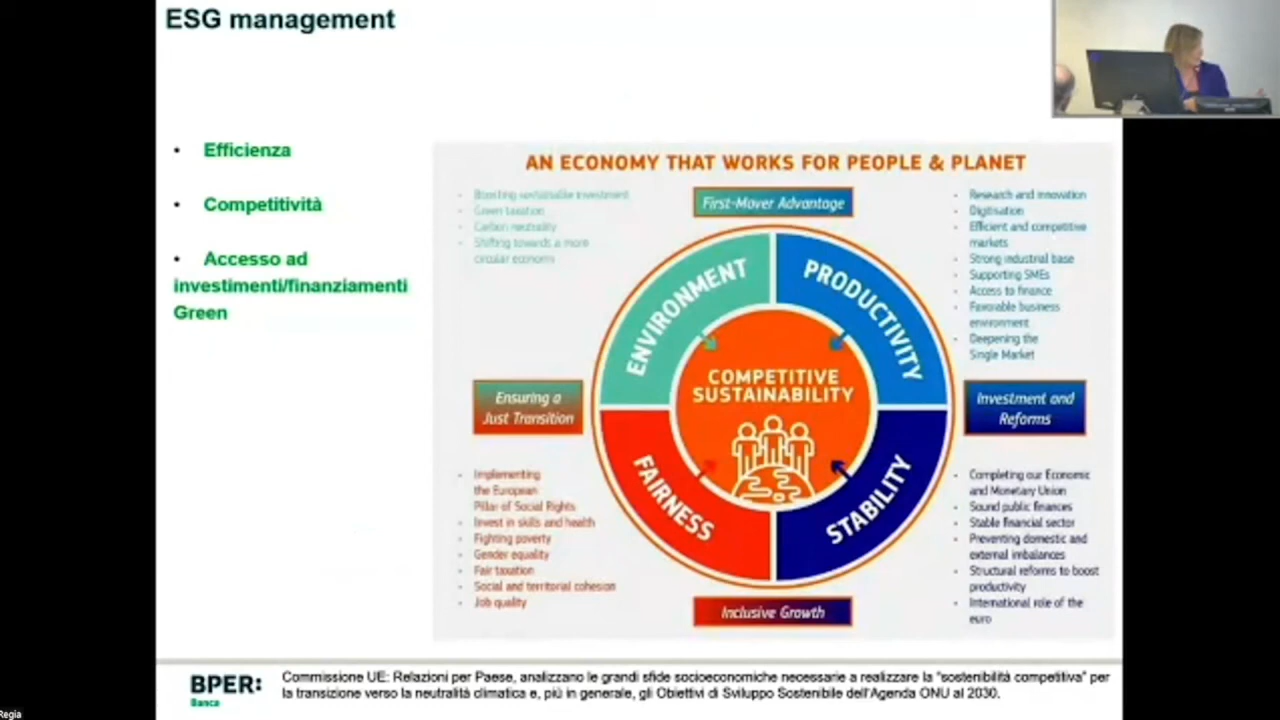 ESG management
• Efficienza
• Competitività
• Accesso ad
investimenti/finanziamenti
Green
AN ECONOMY THAT WORKS FOR PEOPLE & PLANET
- Boosting sustainable investment
- Green taxation
- Carbon neutrality
- Shifting towards a more
circular economy
First-Mover Advantage
- Research and innovation
- Digitisation
- Efficient and competitive
markets
- Strong industrial base
- Supporting SMEs
- Access to finance
- Favorable business
environment
- Deepening the
Single Market
ENVIRONMENT
PRODUCTIVITY
COMPETITIVE
SUSTAINABILITY
Ensuring a
Just Transition
Investment and
Reforms
FAIRNESS
STABILITY
- Implementing
the European
Pillar of Social Rights
- Invest in skills and health
- Fighting poverty
- Gender equality
- Fair taxation
- Social and territorial cohesion
- Job quality
- Completing our Economic
and Monetary Union
- Sound public finances
- Stable financial sector
- Preventing domestic and
external imbalances
- Structural reforms to boost
productivity
- International role of the
euro
Inclusive Growth
BPER:
Banca
Commissione UE: Relazioni per Paese, analizzano le grandi sfide socioeconomiche necessarie a realizzare la "sostenibilità competitiva" per
la transizione verso la neutralità climatica e, più in generale, gli Obiettivi di Sviluppo Sostenibile dell'Agenda ONU al 2030.
Regia